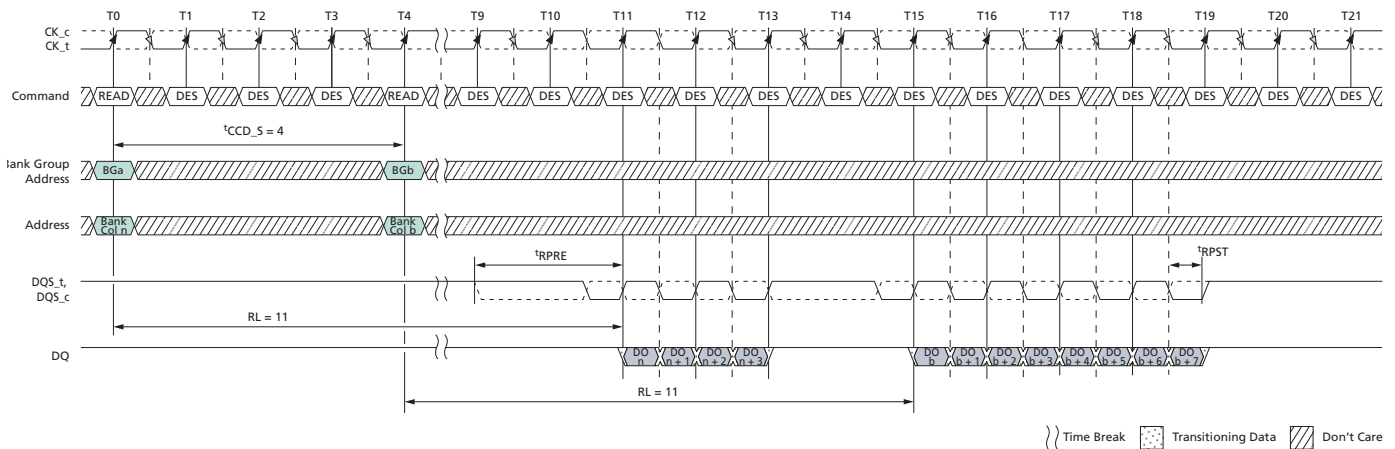 T0 T1 T2 T3 T4 T9 T10 T11 T12 T13 T14 T15 T16 T17 T18 T19 T20 T21
CK_c
CK_t
Command READ DES DES DES READ DES DES DES DES DES DES DES DES DES DES DES DES DES
tCCD_S = 4
Bank Group
Address
BGa BGb
Address
Bank
Col n
Bank
Col b
tRPRE tRPST
DQS_t,
DQS_c
RL = 11
DQ
DO
n
DO
n + 1
DO
n + 2
DO
n + 3
DO
b
DO
b + 1
DO
b + 2
DO
b + 3
DO
b + 4
DO
b + 5
DO
b + 6
DO
b + 7
RL = 11
Time Break Transitioning Data Don't Care